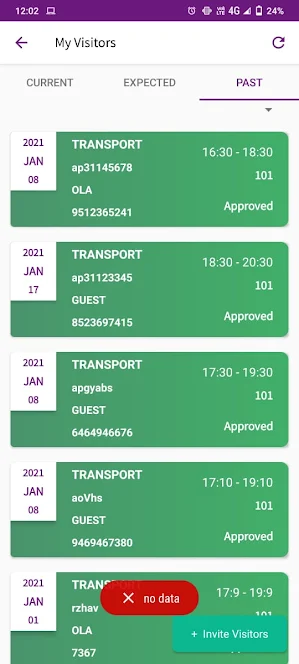 12:02 4G 24%
My Visitors
CURRENT EXPECTED PAST
2021 JAN 08
TRANSPORT 16:30 - 18:30
ap31145678 101
OLA
9512365241 Approved
2021 JAN 17
TRANSPORT 18:30 - 20:30
ap31123345 101
GUEST
8523697415 Approved
2021 JAN 08
TRANSPORT 17:30 - 19:30
apgyabs 101
GUEST
6464946676 Approved
2021 JAN 08
TRANSPORT 17:10 - 19:10
aoVhs 101
GUEST
9469467380 Approved
2021 JAN 01
17:9 - 19:9
rzhav 101
OLA
7367
no data
+ Invite Visitors